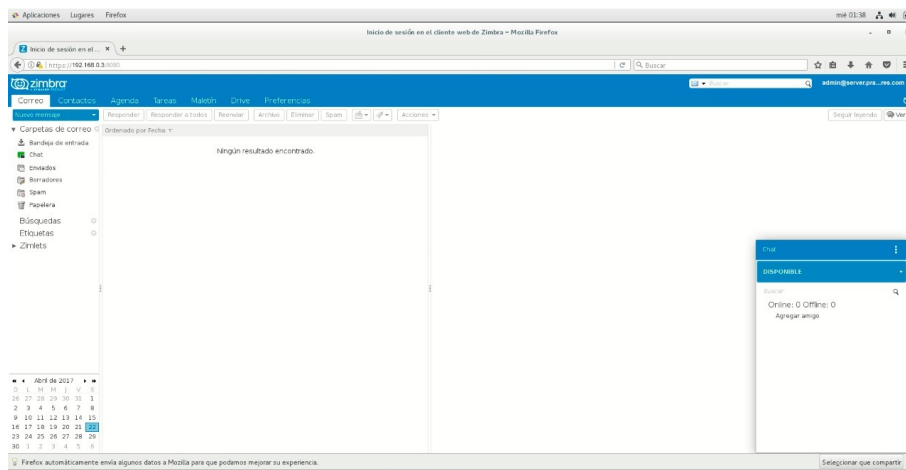 Aplicaciones Lugares Firefox mié 01:38
Inicio de sesión en el cliente web de Zimbra – Mozilla Firefox
Inicio de sesión en el ...
https://192.168.0.3:8080 Buscar
zimbra Buscar admin@server.pra...res.com
Correo Contactos Agenda Tareas Maletín Drive Preferencias
Nuevo mensaje Responder Responder a todos Reenviar Archivo Eliminar Spam Acciones Seguir leyendo Ver
Carpetas de correo
Ordenado por Fecha
Bandeja de entrada
Ningún resultado encontrado.
Chat
Enviados
Borradores
Spam
Papelera
Búsquedas
Etiquetas
Zimlets
Chat
DISPONIBLE
Buscar
Online: 0 Offline: 0
Agregar amigo
Abril de 2017
D L M M J V S
26 27 28 29 30 31 1
2 3 4 5 6 7 8
9 10 11 12 13 14 15
16 17 18 19 20 21 22
23 24 25 26 27 28 29
30 1 2 3 4 5 6
Firefox automáticamente envía algunos datos a Mozilla para que podamos mejorar su experiencia. Seleccionar que compartir